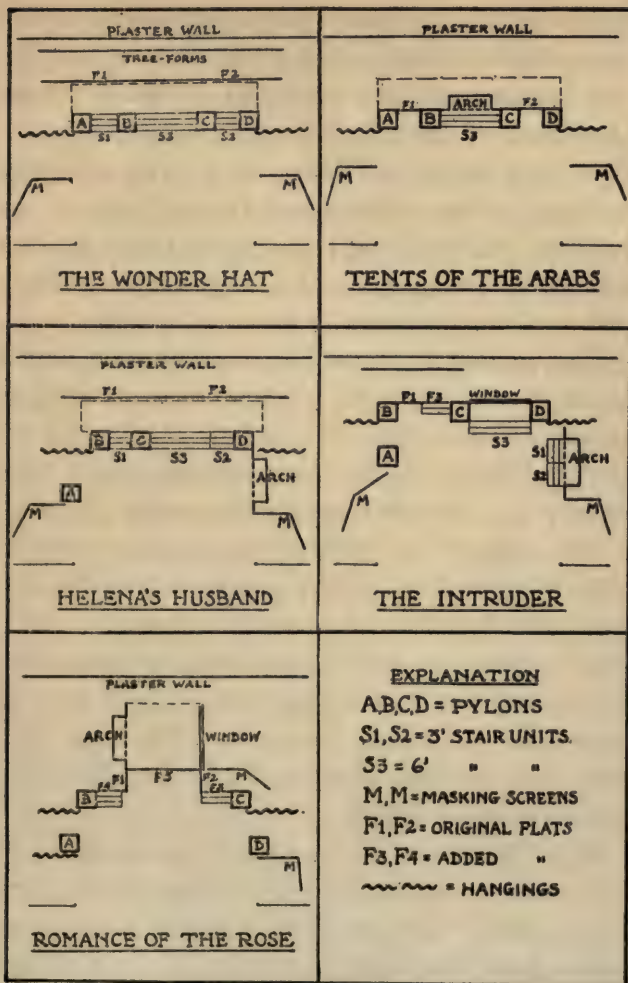 PLASTER WALL
TREE-FORMS
F1 F2
A B C D
S1 S3 S2
M M
THE WONDER HAT
PLASTER WALL
F1 ARCH F2
A B C D
S3
M M
TENTS OF THE ARABS
PLASTER WALL
F1 F2
B C D
S1 S3 S2
ARCH
A
M M
HELENA'S HUSBAND
F1 F3 WINDOW
B C D
S3
A S1 ARCH
S2
M M
THE INTRUDER
PLASTER WALL
ARCH WINDOW
F4 F1 F3 F2 M
B C
A D
M
ROMANCE OF THE ROSE
EXPLANATION
A,B,C,D = PYLONS
S1,S2 = 3' STAIR UNITS.
S3 = 6' " "
M,M = MASKING SCREENS
F1,F2 = ORIGINAL PLATS
F3,F4 = ADDED "
= HANGINGS